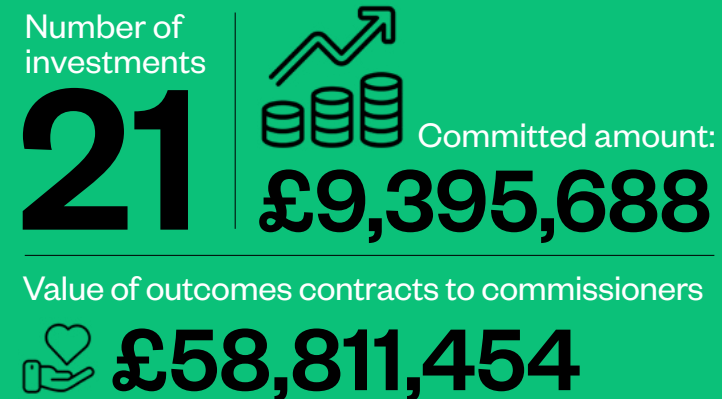 Number of
investments
21
Committed amount:
£9,395,688
Value of outcomes contracts to commissioners
£58,811,454